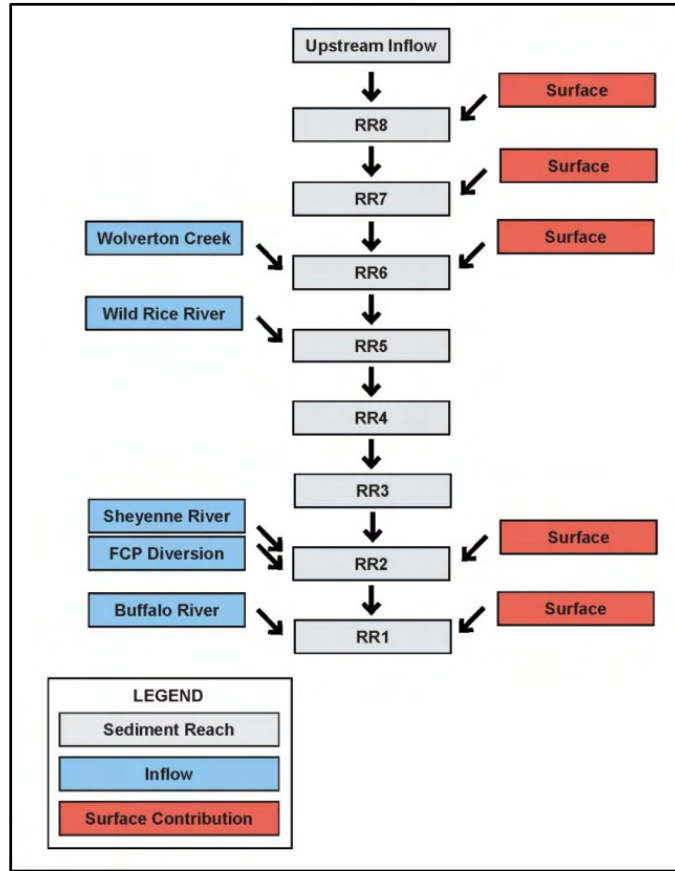 Upstream Inflow
Surface
RR8
Surface
RR7
Wolverton Creek
Surface
RR6
Wild Rice River
RR5
RR4
RR3
Sheyenne River
FCP Diversion
Surface
RR2
Buffalo River
Surface
RR1
LEGEND
Sediment Reach
Inflow
Surface Contribution